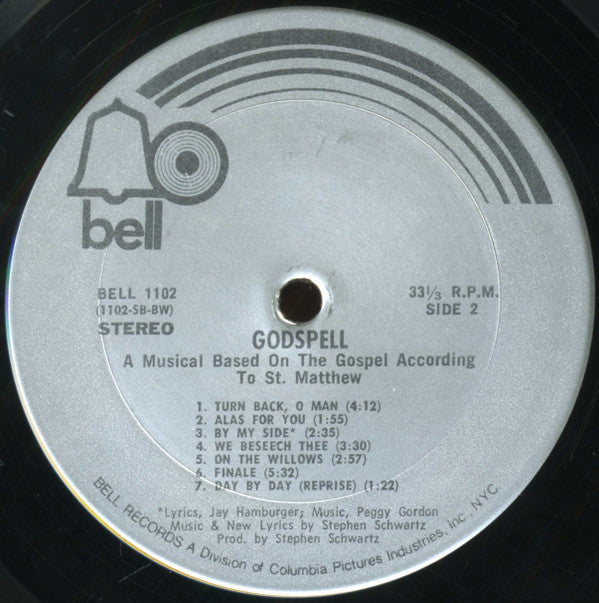 bell
BELL 1102
(1102-SB-BW)
STEREO
33⅓ R.P.M.
SIDE 2
GODSPELL
A Musical Based On The Gospel According
To St. Matthew
1. TURN BACK, O MAN (4:12)
2. ALAS FOR YOU (1:55)
3. BY MY SIDE* (2:35)
4. WE BESEECH THEE (3:30)
5. ON THE WILLOWS (2:57)
6. FINALE (5:32)
7. DAY BY DAY (REPRISE) (1:22)
*Lyrics, Jay Hamburger; Music, Peggy Gordon
Music & New Lyrics by Stephen Schwartz
Prod. by Stephen Schwartz
BELL RECORDS A Division of Columbia Pictures Industries, Inc., N.Y.C.